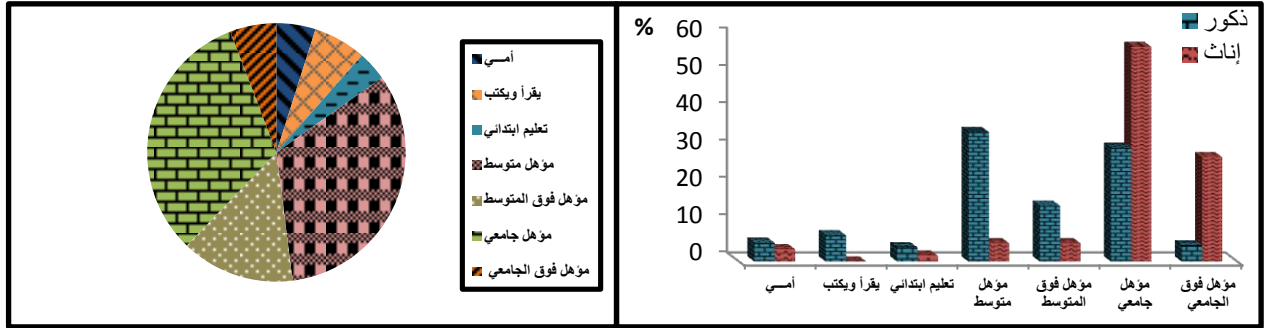 أمـــي
يقرأ ويكتب
تعليم ابتدائي
مؤهل متوسط
مؤهل فوق المتوسط
مؤهل جامعي
مؤهل فوق الجامعي
%
60
50
40
30
20
10
0
ذكور
إناث
أمـــي
يقرأ ويكتب
تعليم ابتدائي
مؤهل
متوسط
مؤهل فوق
المتوسط
مؤهل
جامعي
مؤهل فوق
الجامعي